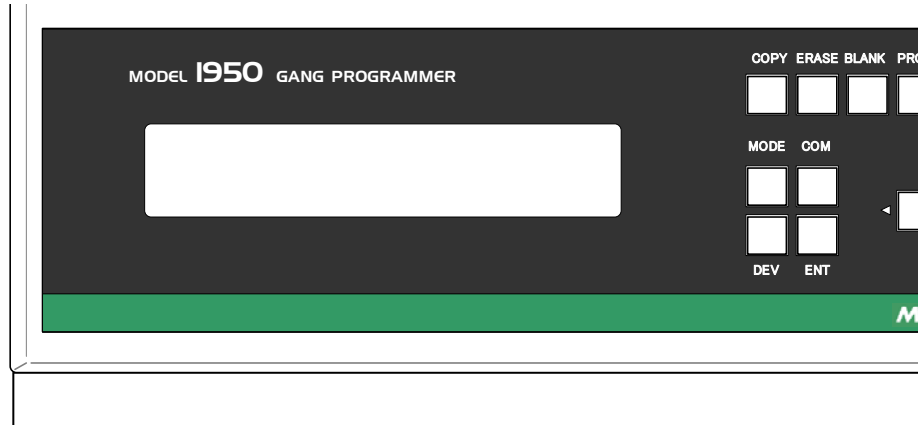 MODEL 1950 GANG PROGRAMMER
COPY ERASE BLANK
MODE COM
DEV ENT